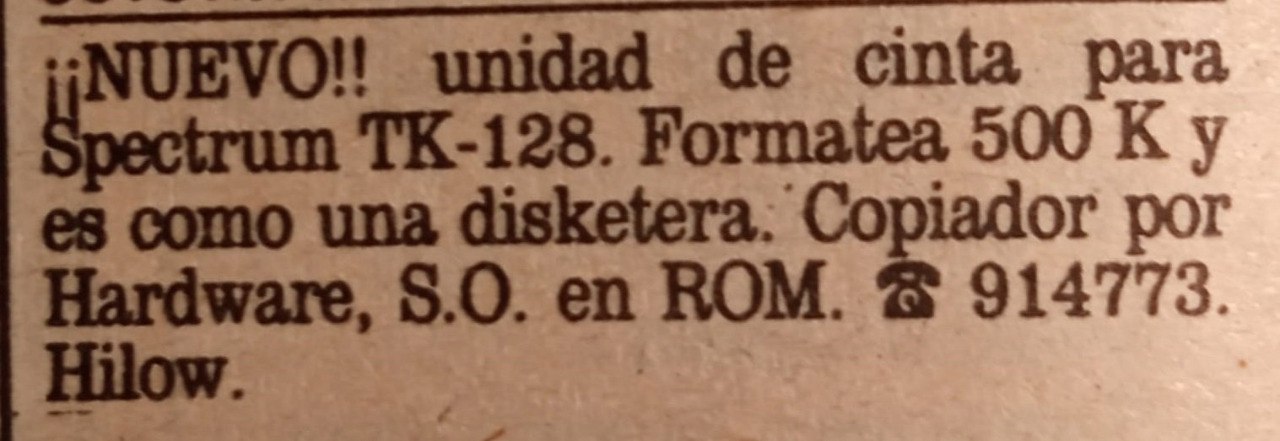 ¡¡NUEVO!! unidad de cinta para
Spectrum TK-128. Formatea 500 K y
es como una disketera. Copiador por
Hardware, S.O. en ROM. ☎ 914773.
Hilow.